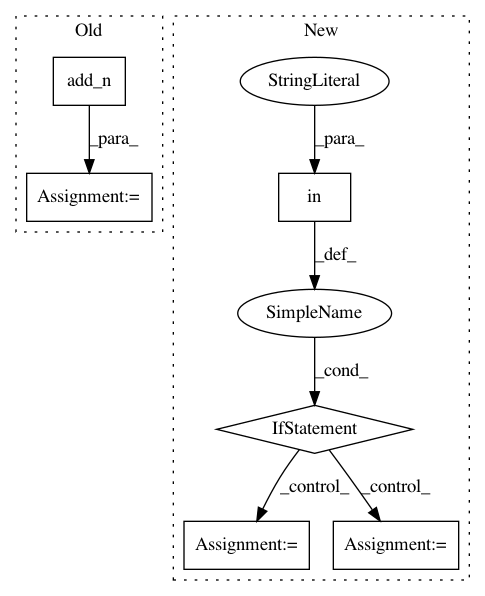 Old
New
add_n
StringLiteral
_para_
_para_
Assignment:=
in
_def_
SimpleName
_cond_
IfStatement
_control_
_control_
Assignment:=
Assignment:=